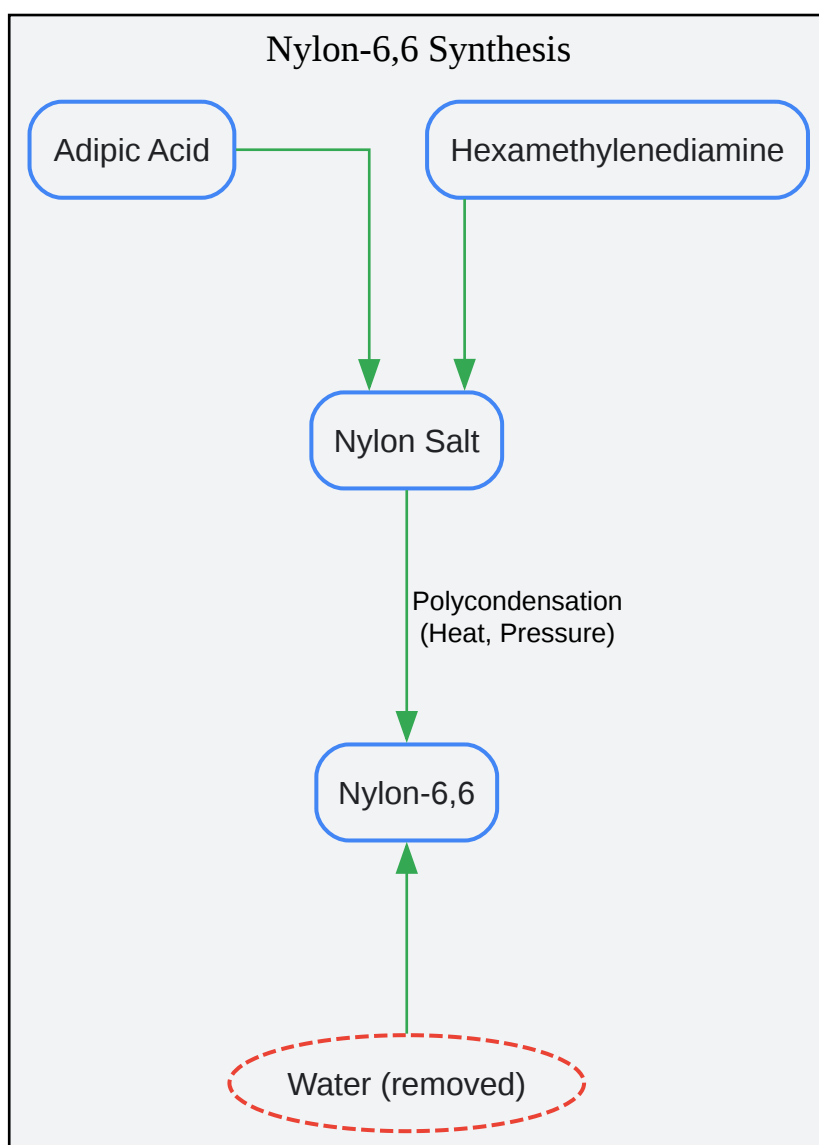 Nylon-6,6 Synthesis
Adipic Acid
Hexamethylenediamine
Nylon Salt
Polycondensation
(Heat, Pressure)
Nylon-6,6
Water (removed)